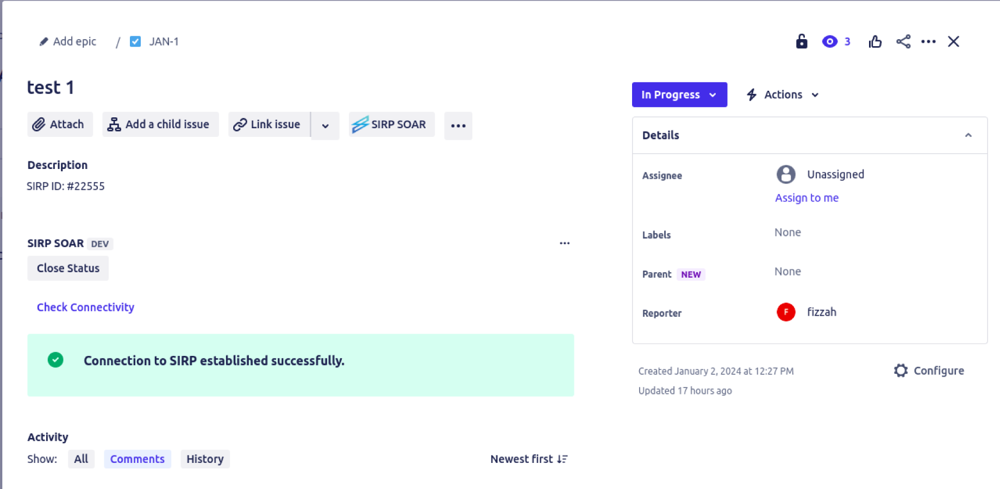 Add epic / JAN-1
3
test 1
In Progress
Actions
Attach
Add a child issue
Link issue
SIRP SOAR
Details
Description
SIRP ID: #22555
Assignee
Unassigned
Assign to me
Labels
None
Parent NEW
None
Reporter
F fizzah
SIRP SOAR DEV
Close Status
Check Connectivity
Connection to SIRP established successfully.
Created January 2, 2024 at 12:27 PM
Configure
Updated 17 hours ago
Activity
Show: All Comments History
Newest first